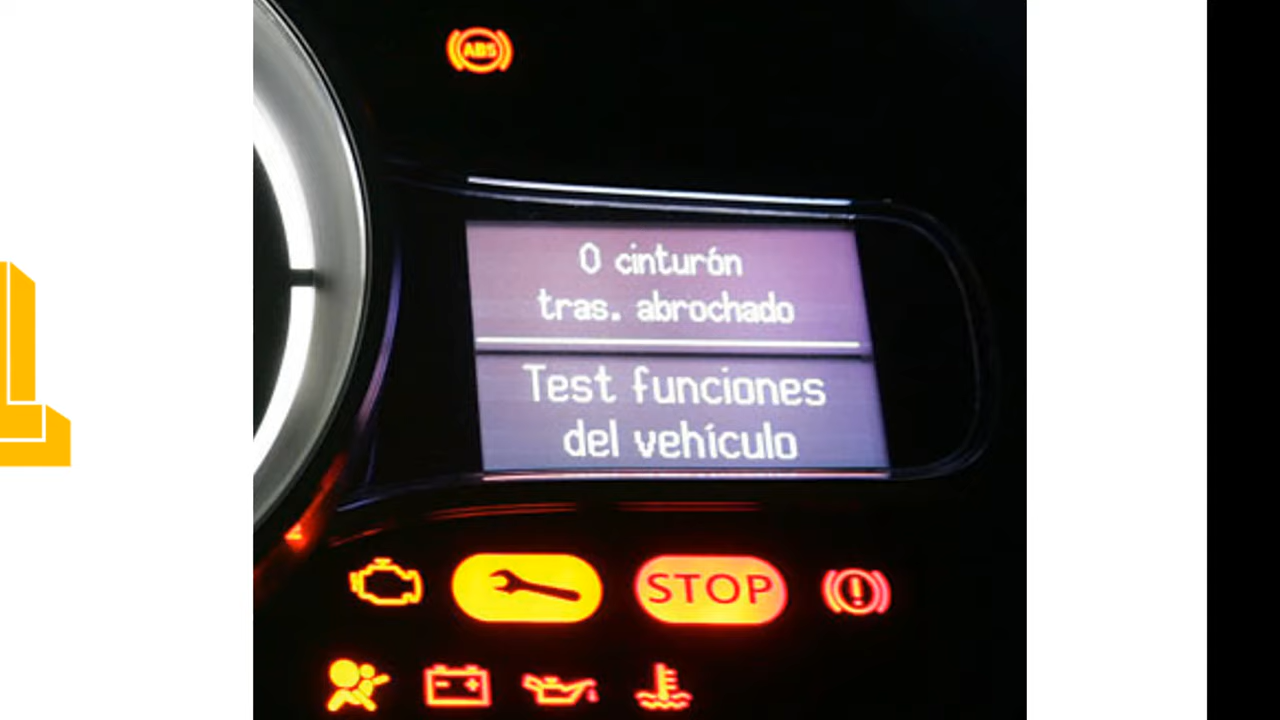 ABS
0 cinturón
tras. abrochado
Test funciones
del vehículo
STOP